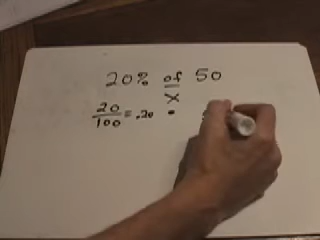 20% of 50
x
20/100 = .20 •